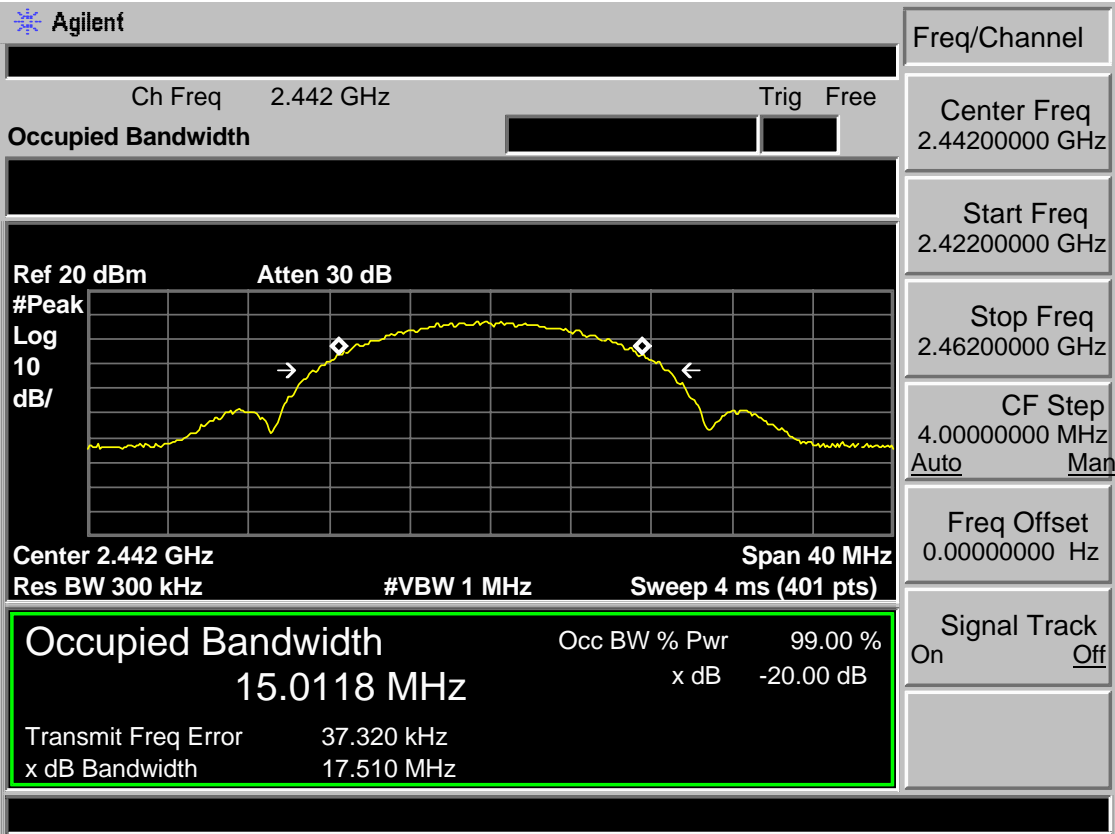 Agilent
Freq/Channel
Ch Freq 2.442 GHz Trig Free
Occupied Bandwidth
Center Freq
2.44200000 GHz
Start Freq
2.42200000 GHz
Stop Freq
2.46200000 GHz
CF Step
4.00000000 MHz
Auto Man
Freq Offset
0.00000000 Hz
Signal Track
On Off
Ref 20 dBm Atten 30 dB
#Peak
Log
10
dB/
Center 2.442 GHz Span 40 MHz
Res BW 300 kHz #VBW 1 MHz Sweep 4 ms (401 pts)
Occupied Bandwidth Occ BW % Pwr 99.00 %
15.0118 MHz x dB -20.00 dB
Transmit Freq Error 37.320 kHz
x dB Bandwidth 17.510 MHz